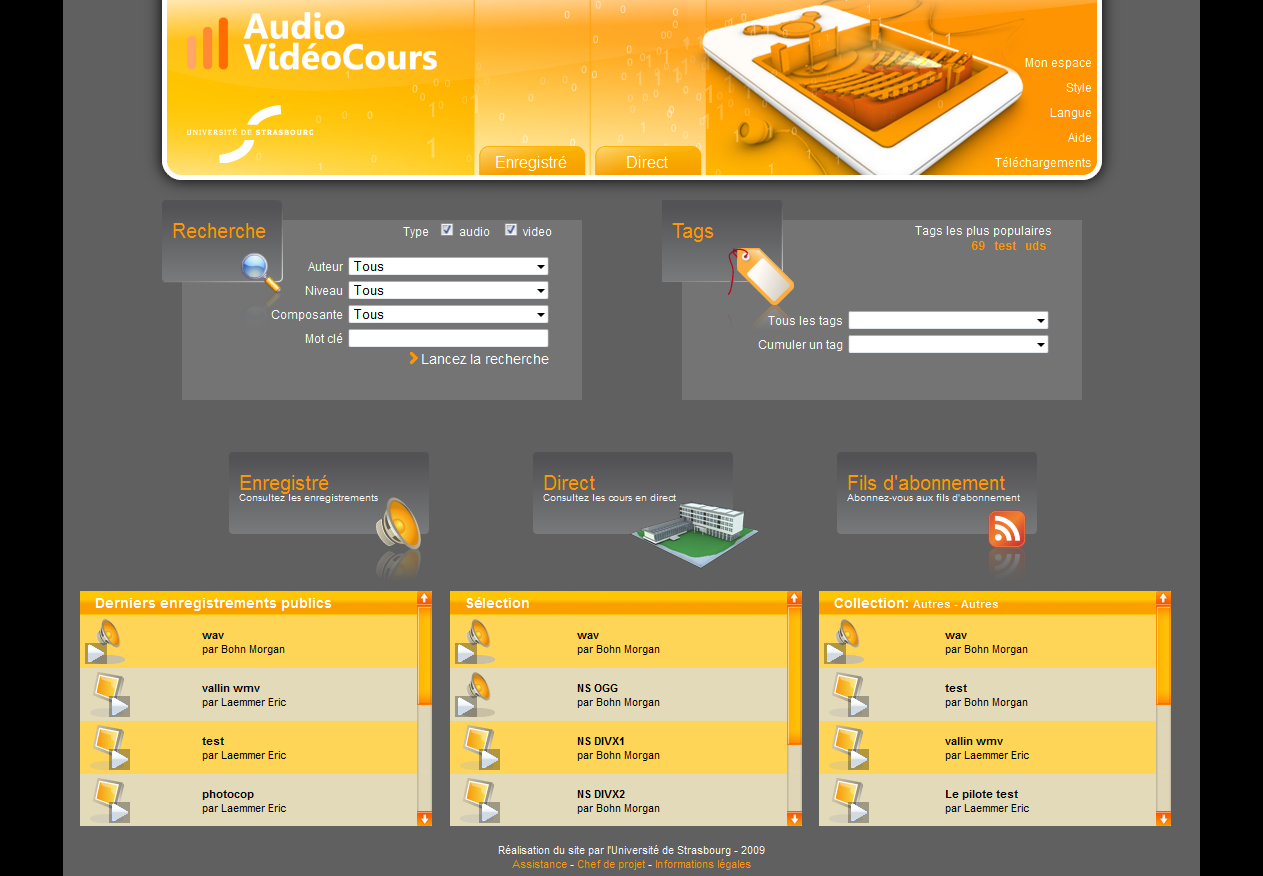 Audio
VidéoCours
UNIVERSITÉ DE STRASBOURG
Enregistré
Direct
Mon espace
Style
Langue
Aide
Téléchargements
Recherche
Type audio video
Auteur Tous
Niveau Tous
Composante Tous
Mot clé
Lancez la recherche
Tags
Tags les plus populaires
69 test uds
Tous les tags
Cumuler un tag
Enregistré
Consultez les enregistrements
Direct
Consultez les cours en direct
Fils d'abonnement
Abonnez-vous aux fils d'abonnement
Derniers enregistrements publics
wav
par Bohn Morgan
vallin wmv
par Laemmer Eric
test
par Laemmer Eric
photocop
par Laemmer Eric
Sélection
wav
par Bohn Morgan
NS OGG
par Bohn Morgan
NS DIVX1
par Bohn Morgan
NS DIVX2
par Bohn Morgan
Collection: Autres - Autres
wav
par Bohn Morgan
test
par Bohn Morgan
vallin wmv
par Laemmer Eric
Le pilote test
par Laemmer Eric
Réalisation du site par l'Université de Strasbourg - 2009
Assistance - Chef de projet - Informations légales